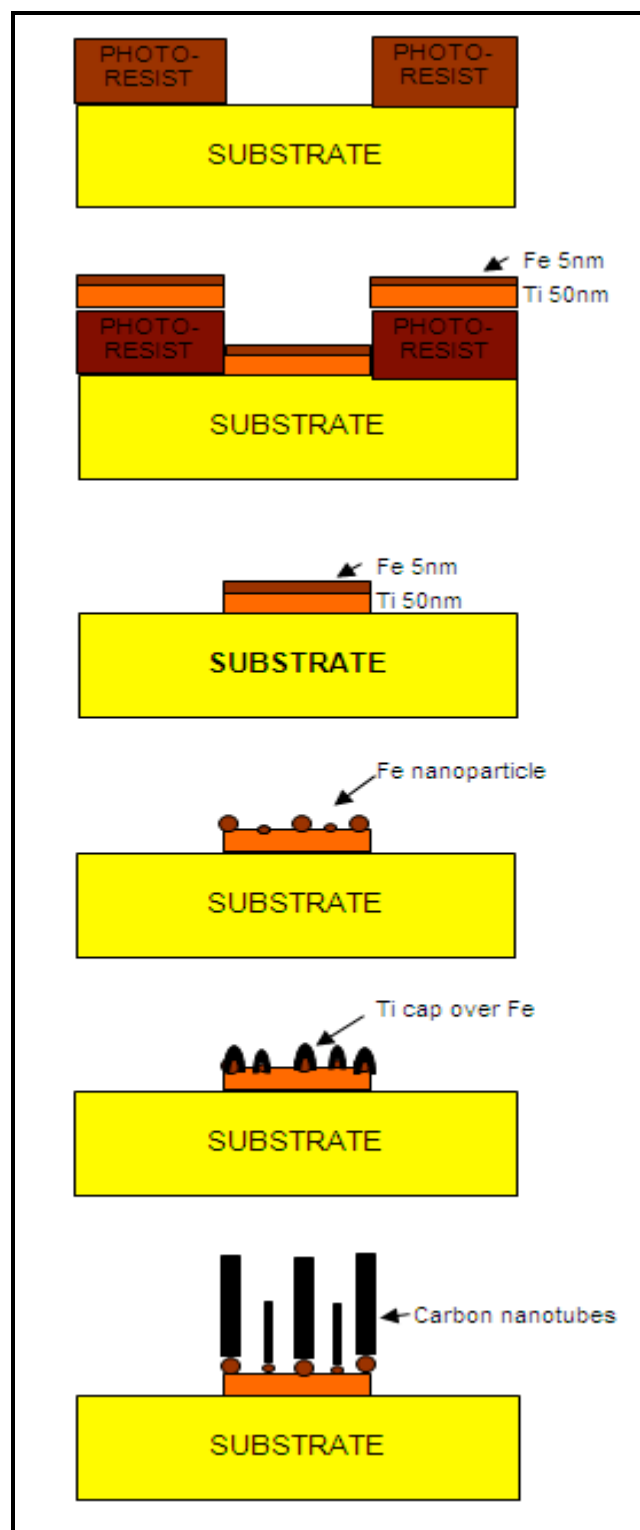 PHOTO-
RESIST
PHOTO-
RESIST
SUBSTRATE
Fe 5nm
Ti 50nm
PHOTO-
RESIST
PHOTO-
RESIST
SUBSTRATE
Fe 5nm
Ti 50nm
SUBSTRATE
Fe nanoparticle
SUBSTRATE
Ti cap over Fe
SUBSTRATE
Carbon nanotubes
SUBSTRATE